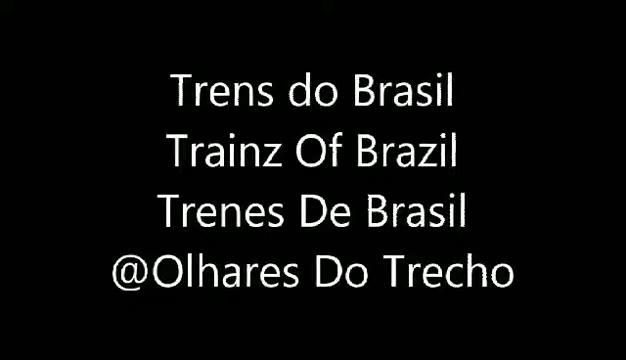 Trens do Brasil
Trainz Of Brazil
Trenes De Brasil
@Olhares Do Trecho